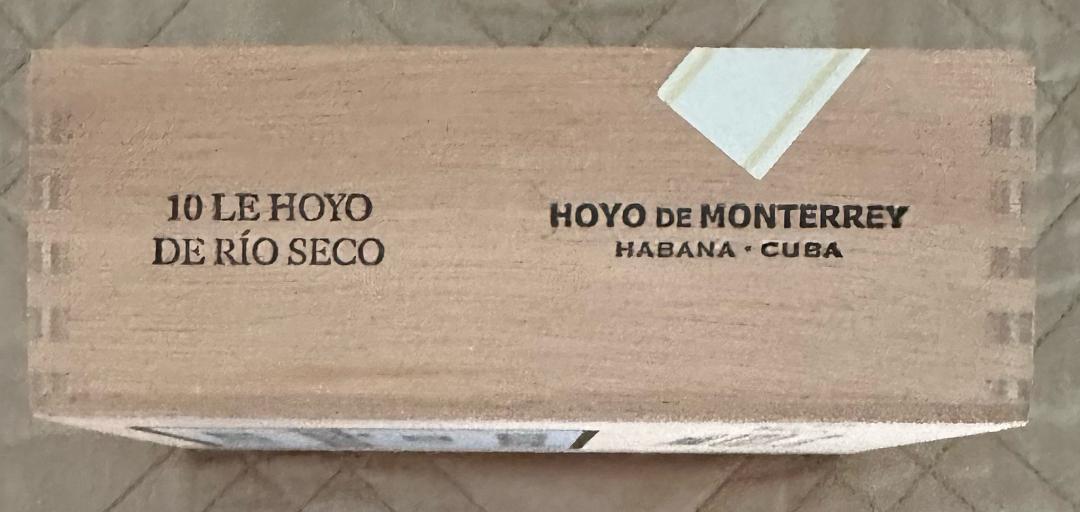 10 LE HOYO
DE RÍO SECO
HOYO DE MONTERREY
HABANA • CUBA